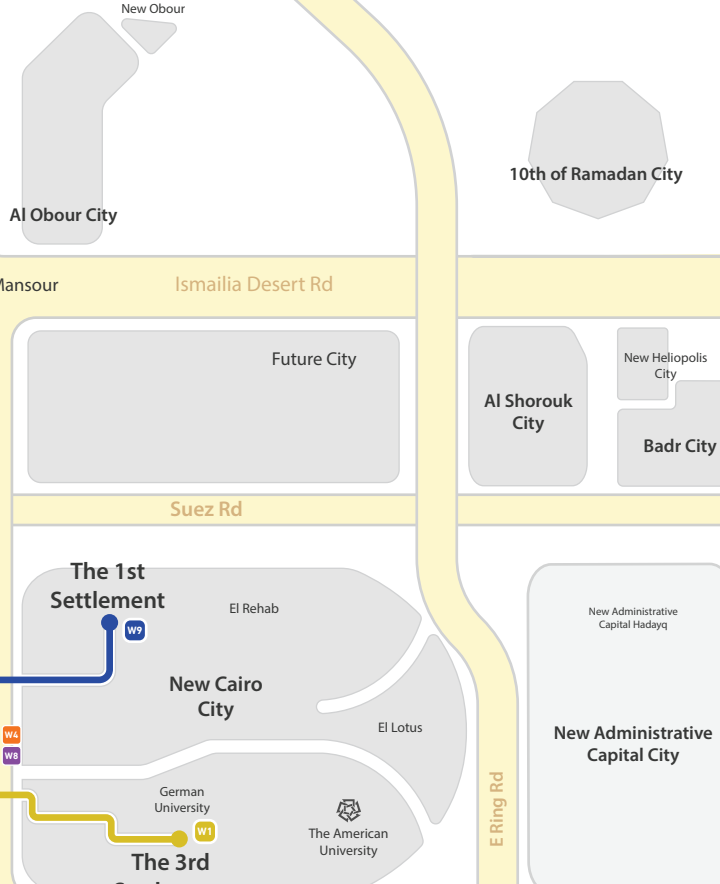 New Obour
10th of Ramadan City
Al Obour City
Mansour
Ismailia Desert Rd
Future City
New Heliopolis
City
Al Shorouk
City
Badr City
Suez Rd
The 1st
Settlement
El Rehab
New Administrative
Capital Hadayq
W9
New Cairo
City
El Lotus
W4
W8
New Administrative
Capital City
E Ring Rd
German
University
W1
The American
University
The 3rd